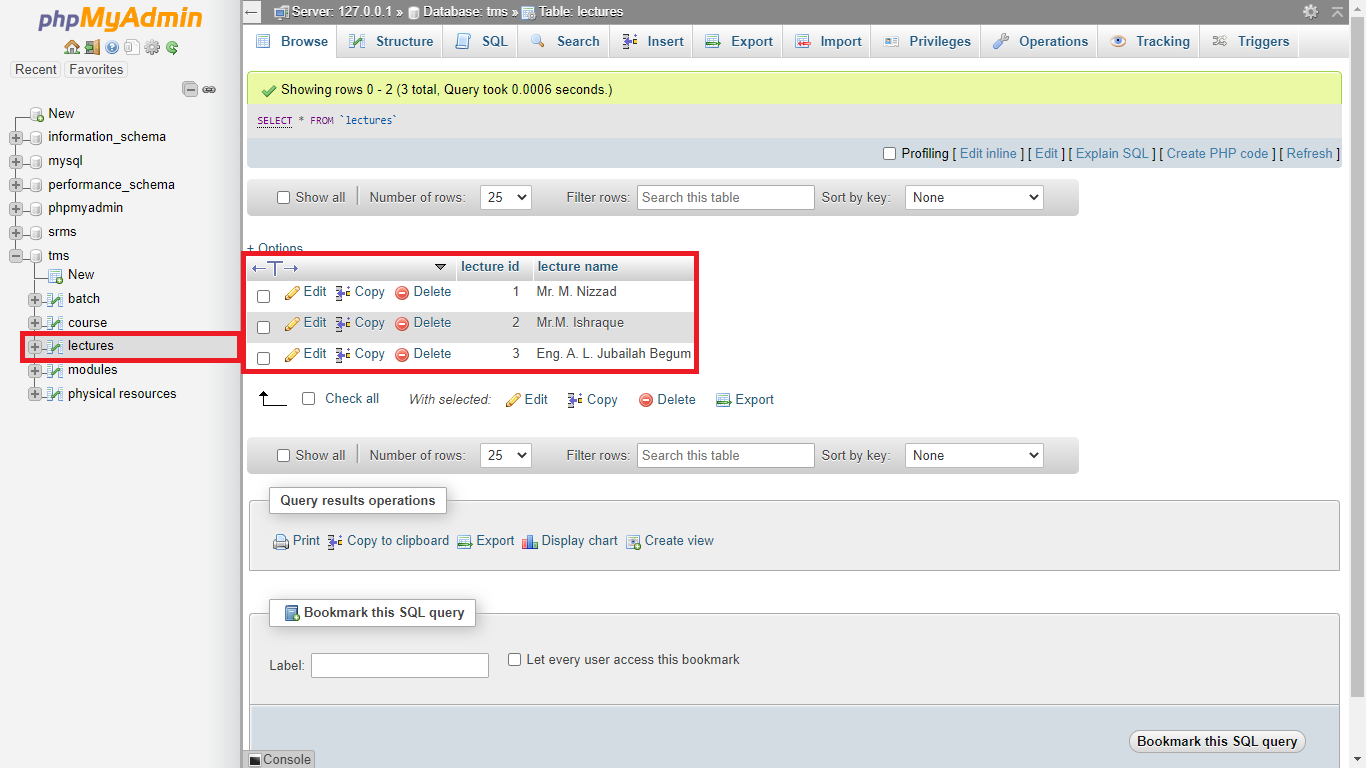 phpMyAdmin
Recent Favorites
New
information_schema
mysql
performance_schema
phpmyadmin
srms
tms
New
batch
course
lectures
modules
physical resources
Server: 127.0.0.1 » Database: tms » Table: lectures
Browse Structure SQL Search Insert Export Import Privileges Operations Tracking Triggers
Showing rows 0 - 2 (3 total, Query took 0.0006 seconds.)
SELECT * FROM `lectures`
Profiling [ Edit inline ] [ Edit ] [ Explain SQL ] [ Create PHP code ] [ Refresh ]
Show all Number of rows: 25 Filter rows: Search this table Sort by key: None
+ Options
←T→ lecture id lecture name
Edit Copy Delete 1 Mr. M. Nizzad
Edit Copy Delete 2 Mr.M. Ishraque
Edit Copy Delete 3 Eng. A. L. Jubailah Begum
Check all With selected: Edit Copy Delete Export
Show all Number of rows: 25 Filter rows: Search this table Sort by key: None
Query results operations
Print Copy to clipboard Export Display chart Create view
Bookmark this SQL query
Label: Let every user access this bookmark
Bookmark this SQL query
Console